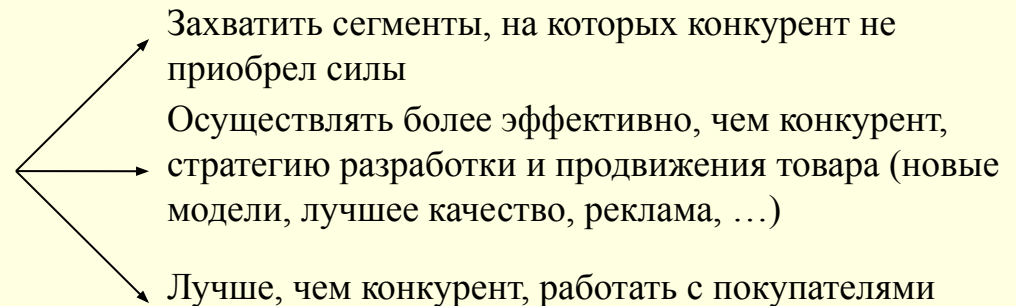 Захватить сегменты, на которых конкурент не
приобрел силы
Осуществлять более эффективно, чем конкурент,
стратегию разработки и продвижения товара (новые
модели, лучшее качество, реклама, …)
Лучше, чем конкурент, работать с покупателями